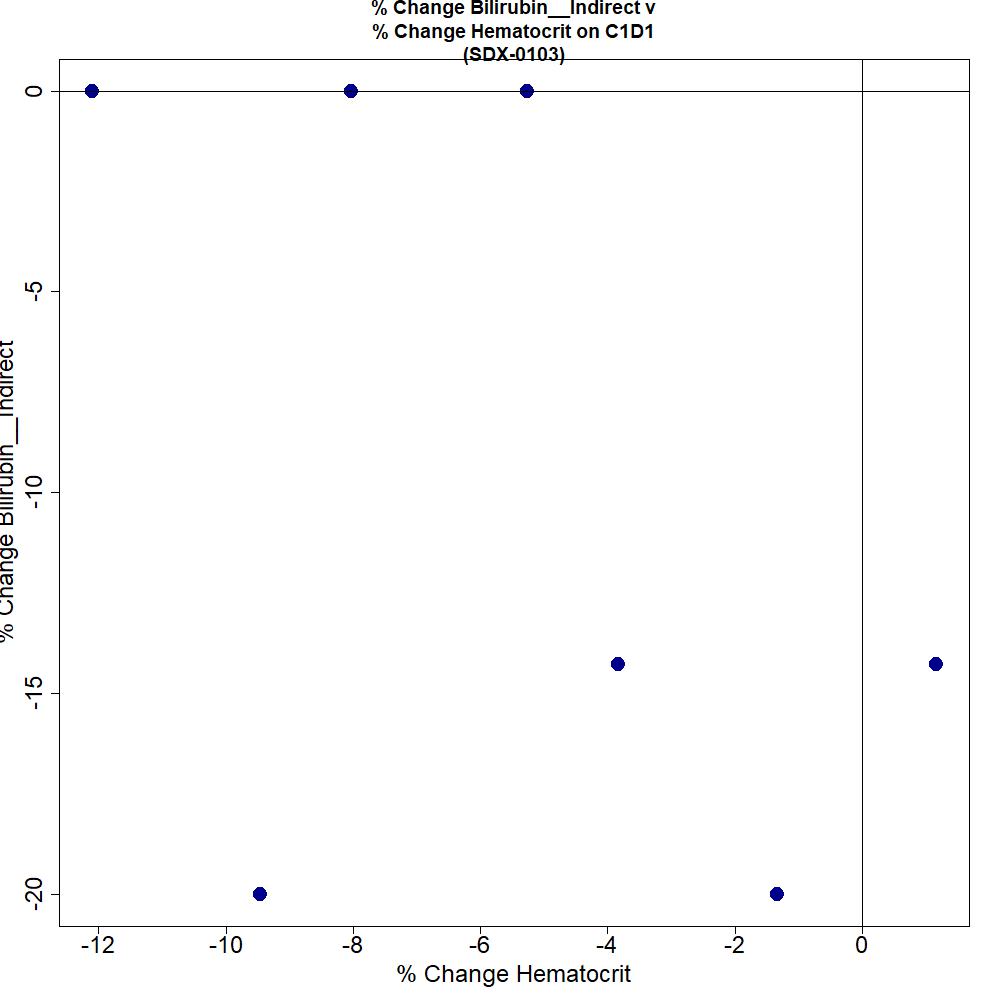 % Change Bilirubin__Indirect v
% Change Hematocrit on C1D1
(SDX-0103)
0
-5
-10
-15
-20
% Change Bilirubin__Indirect
-12 -10 -8 -6 -4 -2 0
% Change Hematocrit